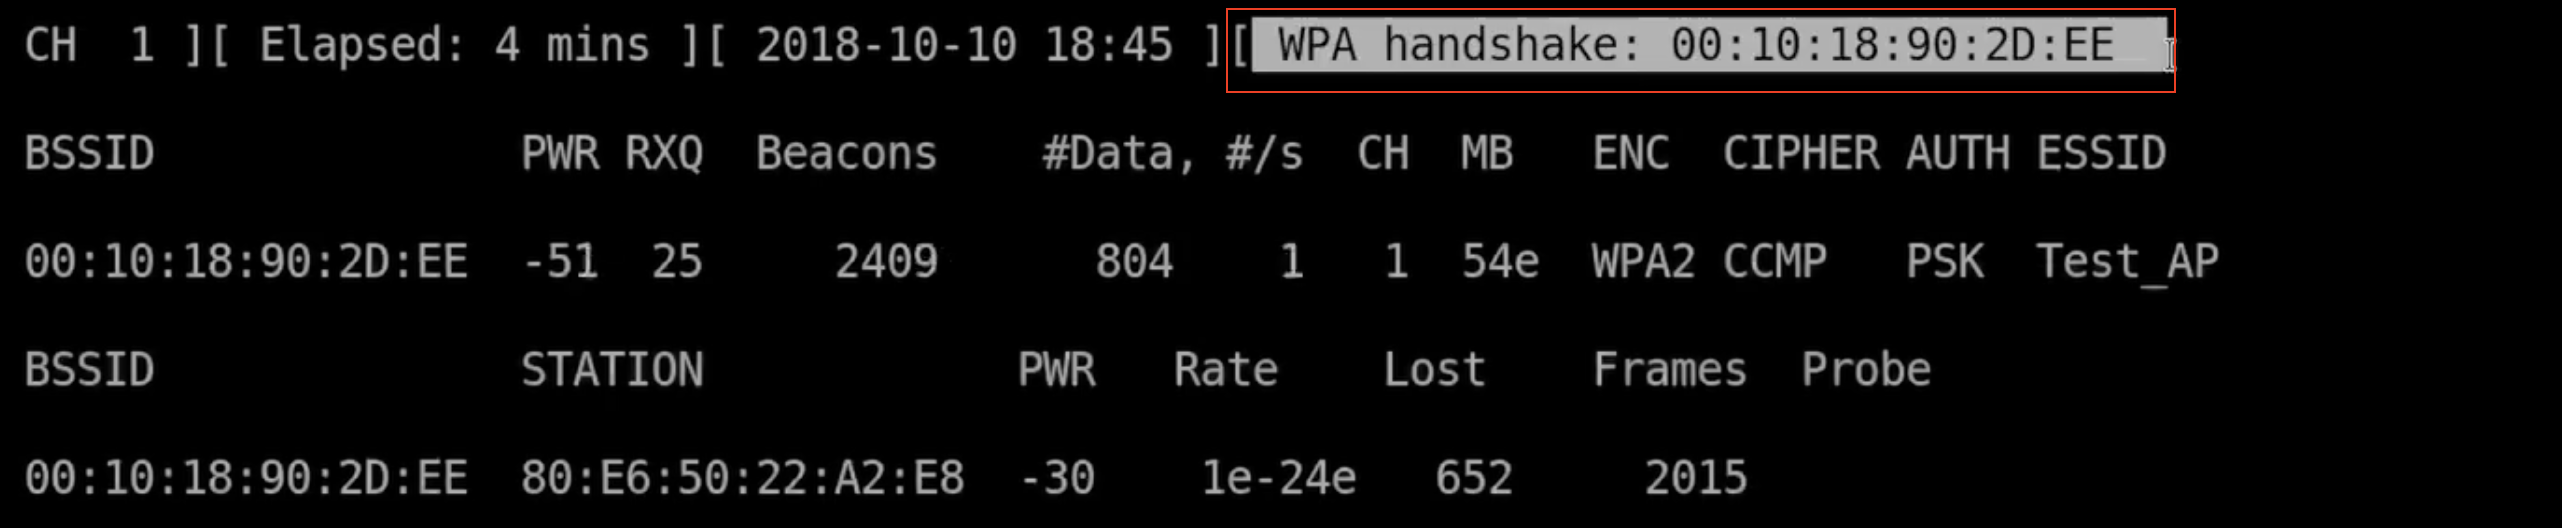 CH  1 ][ Elapsed: 4 mins ][ 2018-10-10 18:45 ][ WPA handshake: 00:10:18:90:2D:EE
BSSID              PWR RXQ  Beacons    #Data, #/s  CH  MB   ENC  CIPHER AUTH ESSID
00:10:18:90:2D:EE  -51  25     2409      804    1   1  54e  WPA2 CCMP   PSK  Test_AP
BSSID              STATION            PWR   Rate    Lost    Frames  Probe
00:10:18:90:2D:EE  80:E6:50:22:A2:E8  -30    1e-24e   652     2015